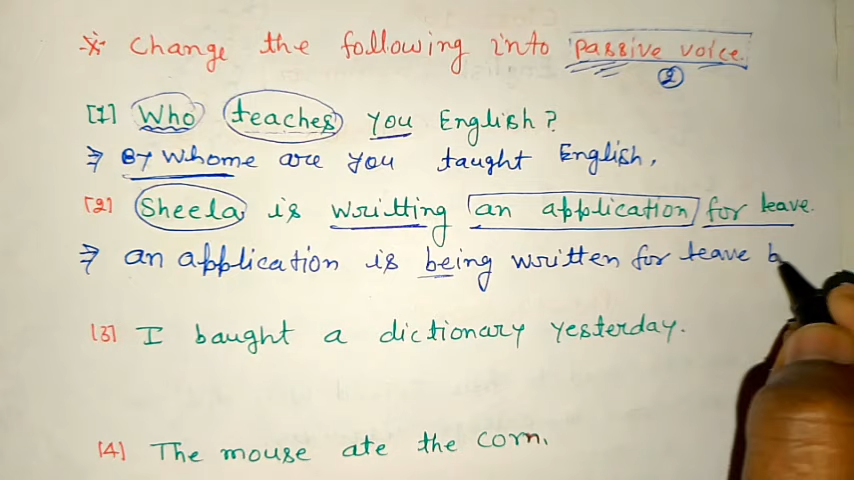 * Change the following into passive voice.
2
[1] Who teaches you English?
⇒ By Whome are you taught English,
[2] Sheela is writting an application for leave.
⇒ an application is being written for leave b
[3] I baught a dictionary yesterday.
[4] The mouse ate the corn.